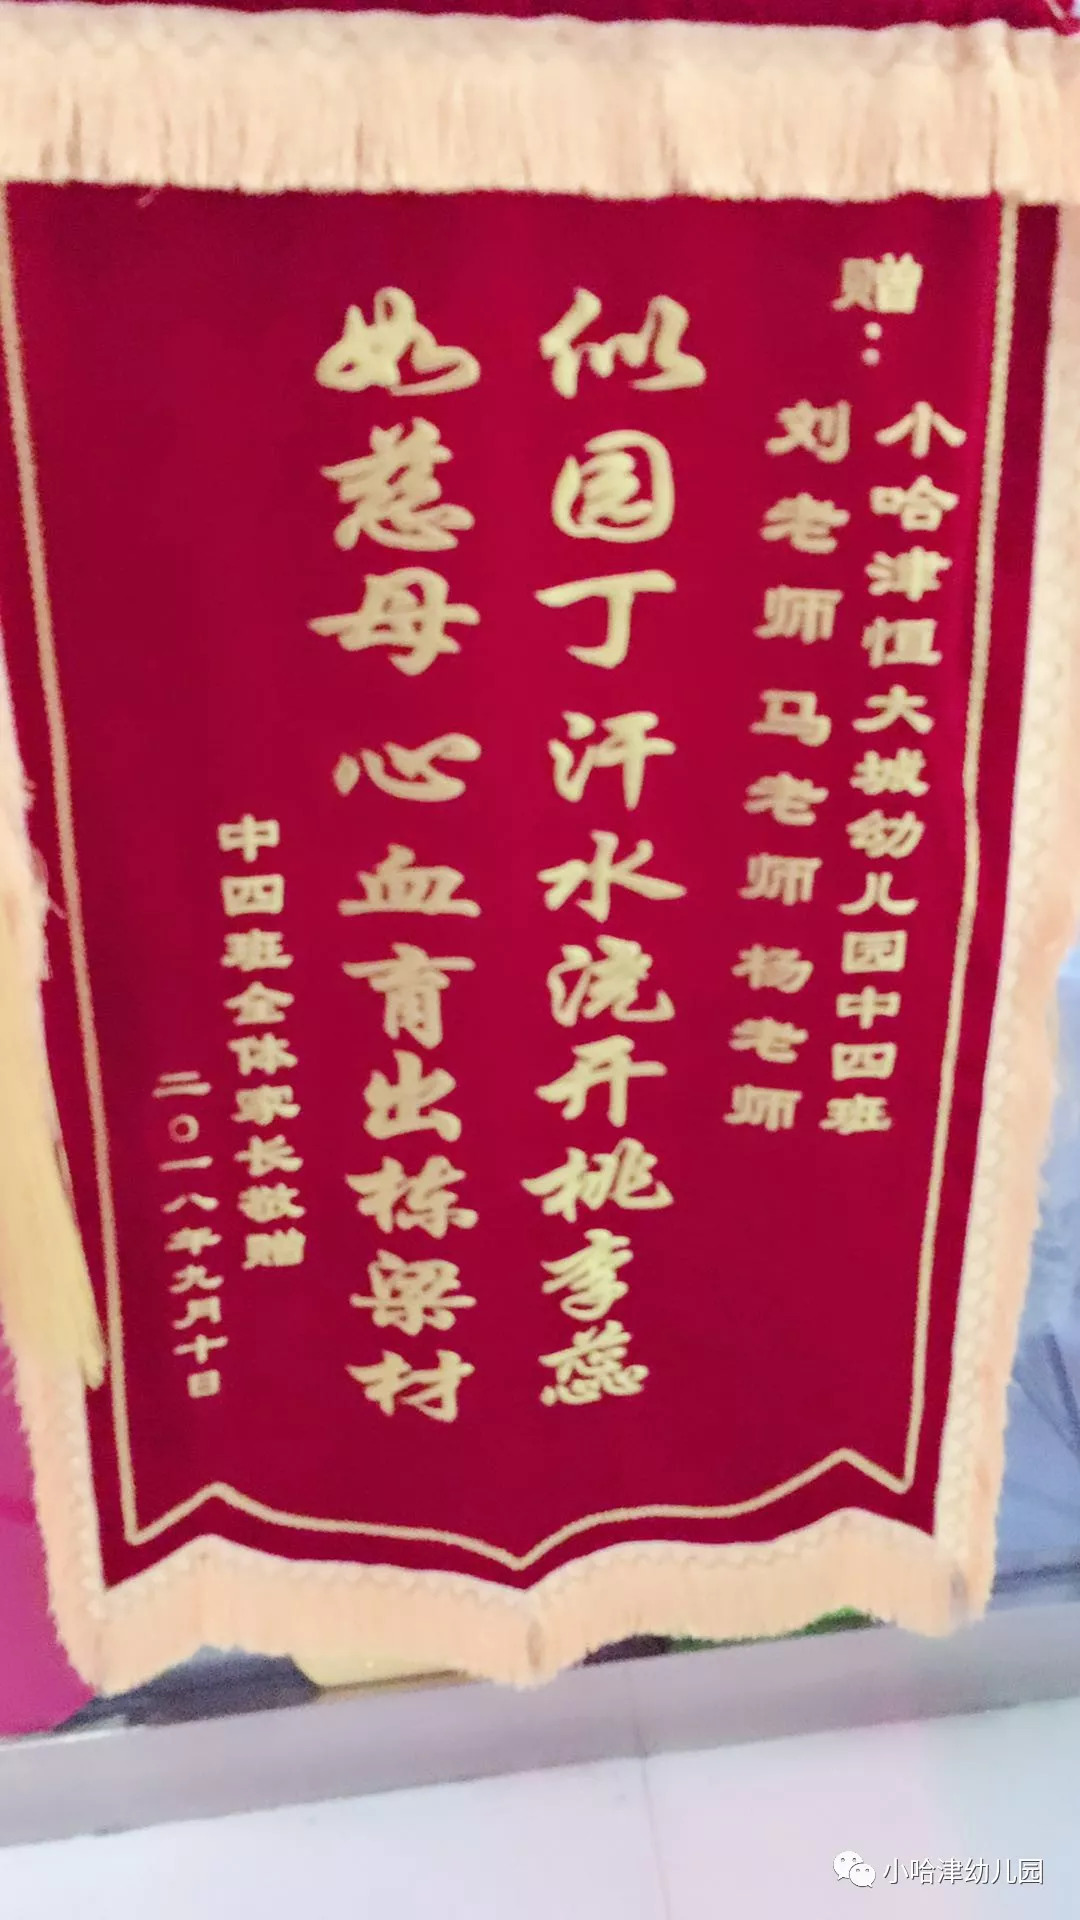 赠：
小哈津恒大城幼儿园中四班
刘老师 马老师 杨老师
似园丁汗水浇开桃李蕊
如慈母心血育出栋梁材
中四班全体家长敬赠
二〇一八年九月十日
小哈津幼儿园